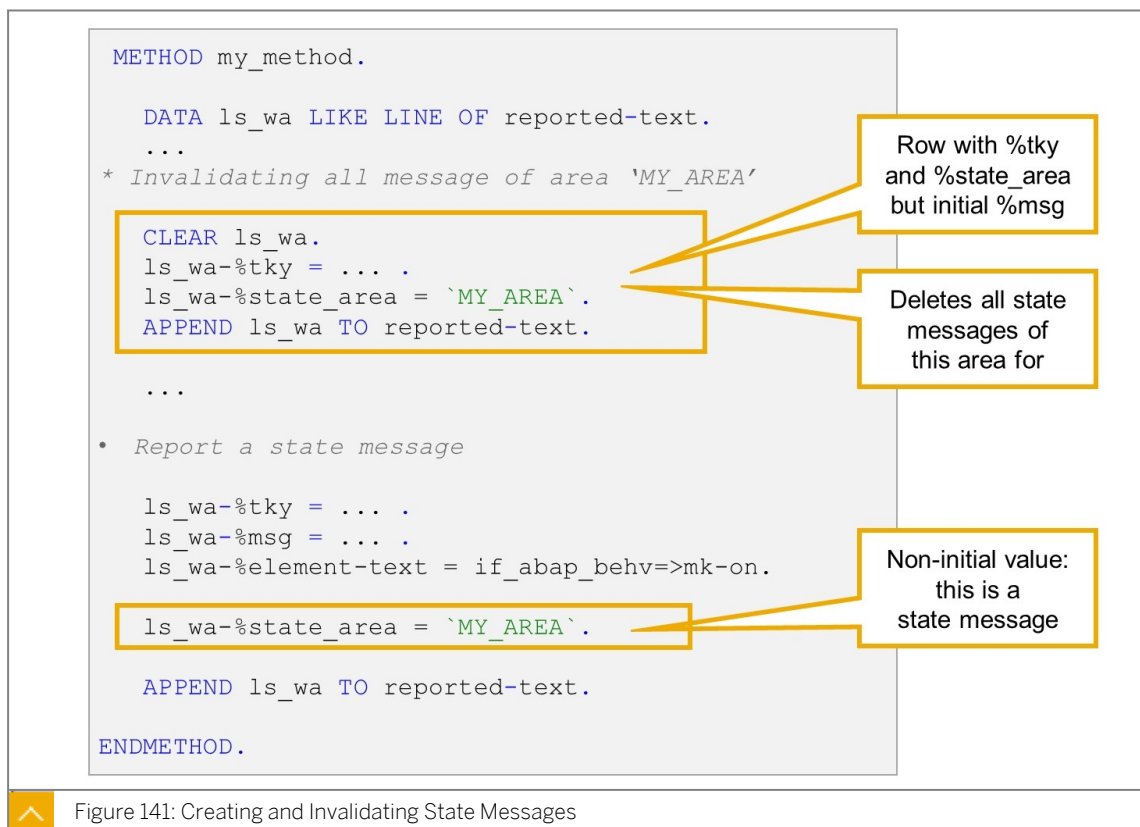 METHOD my_method.
DATA ls_wa LIKE LINE OF reported-text.
...
* Invalidating all message of area ‛MY_AREA’
CLEAR ls_wa.
ls_wa-%tky = ... .
ls_wa-%state_area = `MY_AREA`.
APPEND ls_wa TO reported-text.
Row with %tky
and %state_area
but initial %msg
Deletes all state
messages of
this area for
...
• Report a state message
ls_wa-%tky = ... .
ls_wa-%msg = ... .
ls_wa-%element-text = if_abap_behv=>mk-on.
ls_wa-%state_area = `MY_AREA`.
Non-initial value:
this is a
state message
APPEND ls_wa TO reported-text.
ENDMETHOD.
Figure 141: Creating and Invalidating State Messages